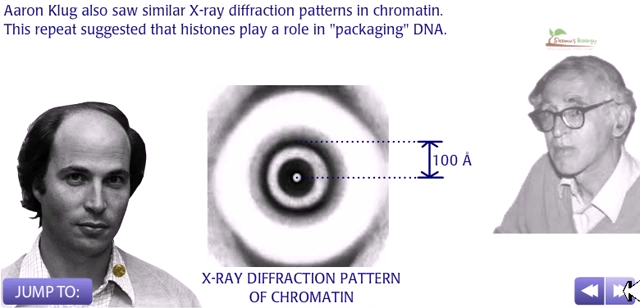 Aaron Klug also saw similar X-ray diffraction patterns in chromatin.
This repeat suggested that histones play a role in "packaging" DNA.
100 Å
X-RAY DIFFRACTION PATTERN
OF CHROMATIN
JUMP TO: